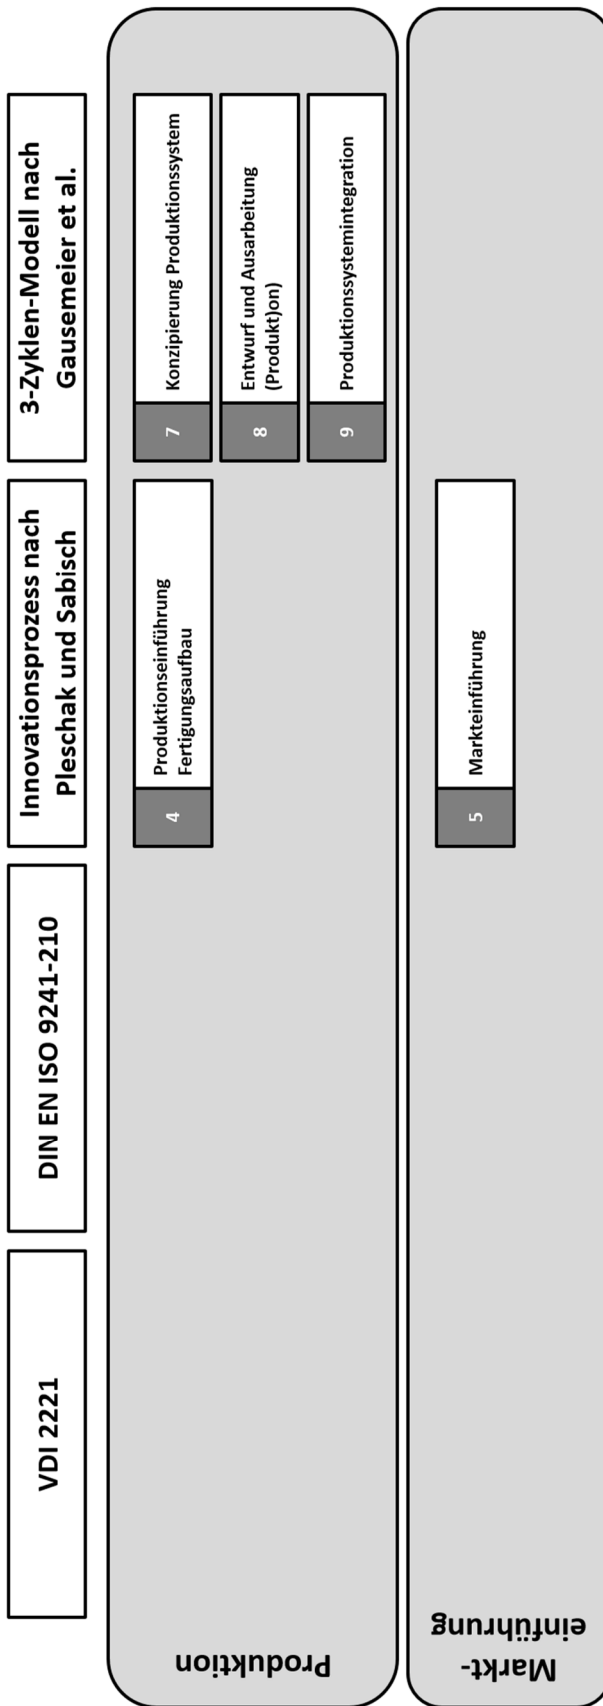 VDI 2221
DIN EN ISO 9241-210
Innovationsprozess nach
Pleschak und Sabisch
3-Zyklen-Modell nach
Gausemeier et al.
Produktion
4
Produktionseinführung
Fertigungsaufbau
7
Konzipierung Produktionssystem
8
Entwurf und Ausarbeitung
(Produkt)on)
9
Produktionssystemintegration
Markt-
einführung
5
Markteinführung